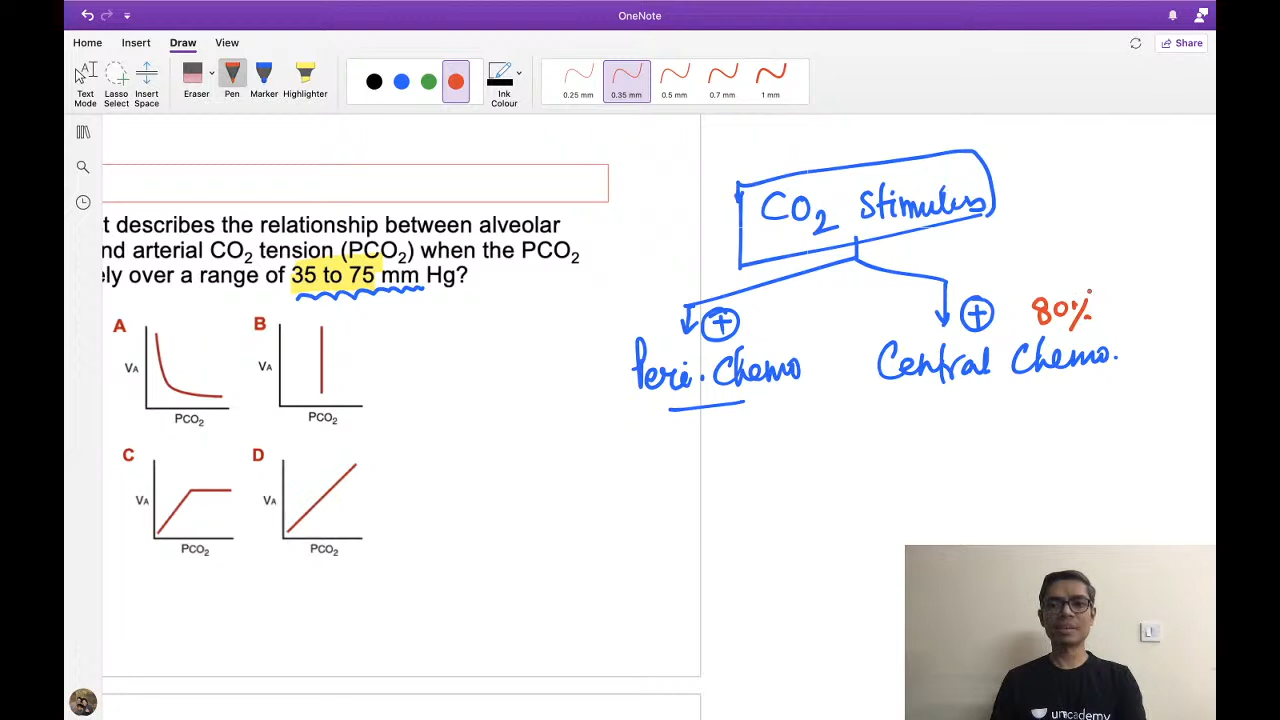 OneNote
Home Insert Draw View
Share
Text Mode
Lasso Select
Insert Space
Eraser
Pen
Marker
Highlighter
Ink Colour
0.25 mm
0.35 mm
0.5 mm
0.7 mm
1 mm
t describes the relationship between alveolar
nd arterial CO2 tension (PCO2) when the PCO2
ly over a range of 35 to 75 mm Hg?
A
VA
PCO2
B
VA
PCO2
C
VA
PCO2
D
VA
PCO2
CO2 Stimulus
+
Peri. Chemo
+ 80%
Central Chemo.
unacademy